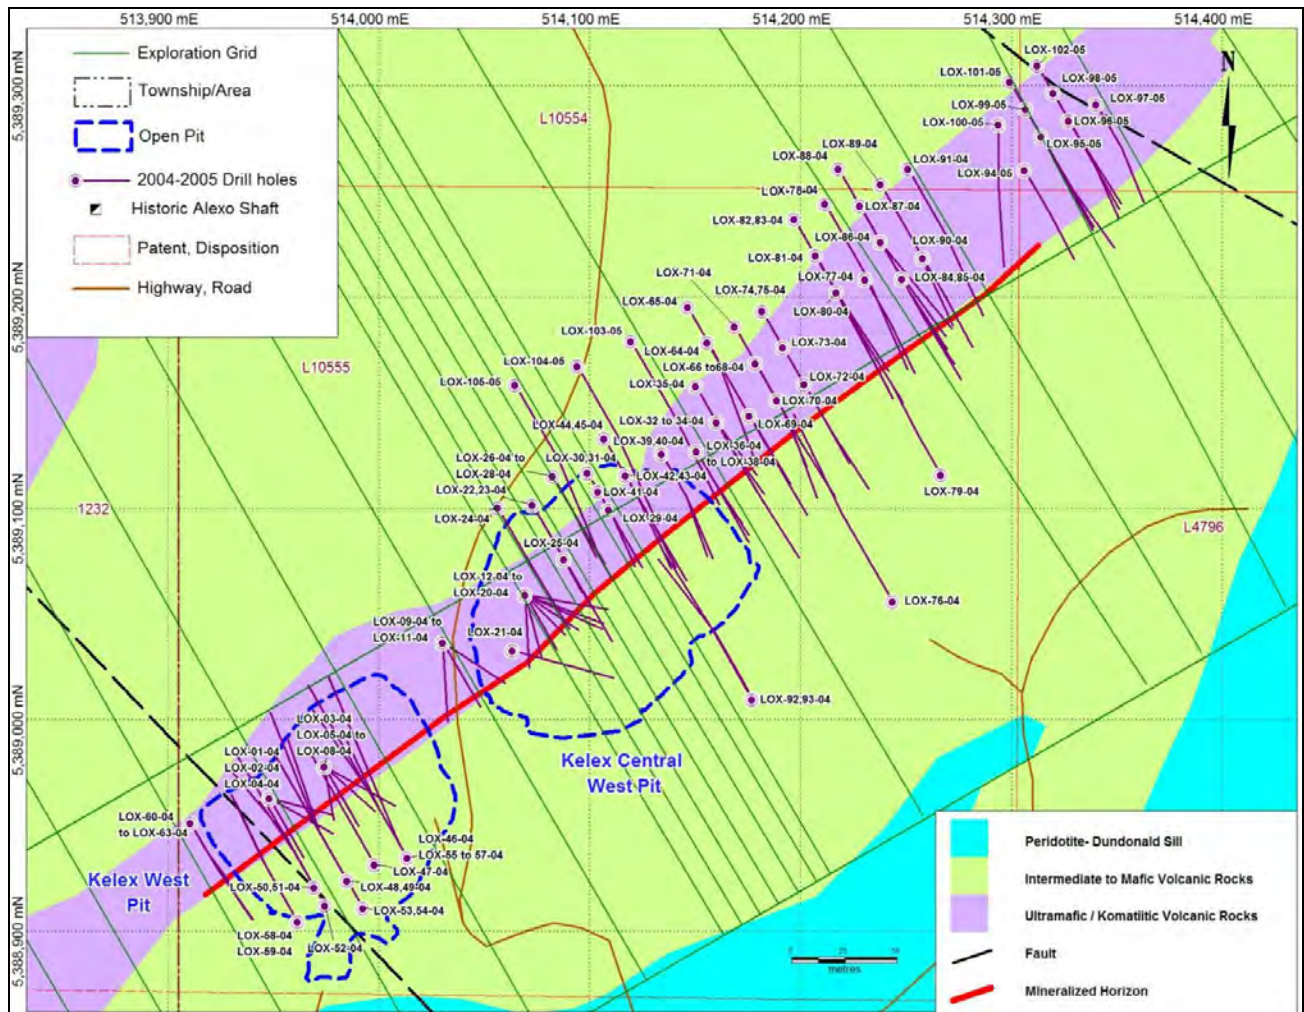 513,900 mE
514,000 mE
514,100 mE
514,200 mE
514,300 mE
514,400 mE
5,389,300 mN
5,389,200 mN
5,389,100 mN
5,389,000 mN
5,388,900 mN
Exploration Grid
Township/Area
Open Pit
2004-2005 Drill holes
Historic Alexo Shaft
Patent, Disposition
Highway, Road
N
L10554
L10555
1232
L4796
LOX-102-05
LOX-101-05
LOX-98-05
LOX-97-05
LOX-99-05
LOX-100-05
LOX-96-05
LOX-95-05
LOX-94-05
LOX-89-04
LOX-88-04
LOX-91-04
LOX-78-04
LOX-87-04
LOX-82,83-04
LOX-86-04
LOX-90-04
LOX-81-04
LOX-71-04
LOX-77-04
LOX-84,85-04
LOX-74,75-04
LOX-65-04
LOX-80-04
LOX-103-05
LOX-64-04
LOX-73-04
LOX-104-05
LOX-66 to68-04
LOX-105-05
LOX-35-04
LOX-72-04
LOX-70-04
LOX-44,45-04
LOX-32 to 34-04
LOX-69-04
LOX-39,40-04
LOX-36-04
to LOX-38-04
LOX-26-04 to
LOX-28-04
LOX-30,31-04
LOX-42,43-04
LOX-22,23-04
LOX-41-04
LOX-24-04
LOX-29-04
LOX-79-04
LOX-25-04
LOX-12-04 to
LOX-20-04
LOX-76-04
LOX-09-04 to
LOX-11-04
LOX-21-04
LOX-92,93-04
LOX-03-04
LOX-05-04 to
LOX-08-04
LOX-01-04
LOX-02-04
LOX-04-04
Kelex Central
West Pit
LOX-60-04
to LOX-63-04
LOX-46-04
LOX-55 to 57-04
LOX-47-04
LOX-48,49-04
LOX-50,51-04
LOX-53,54-04
Kelex West
Pit
LOX-58-04
LOX-59-04
LOX-52-04
metres
Peridotite- Dundonald Sill
Intermediate to Mafic Volcanic Rocks
Ultramafic / Komatiitic Volcanic Rocks
Fault
Mineralized Horizon